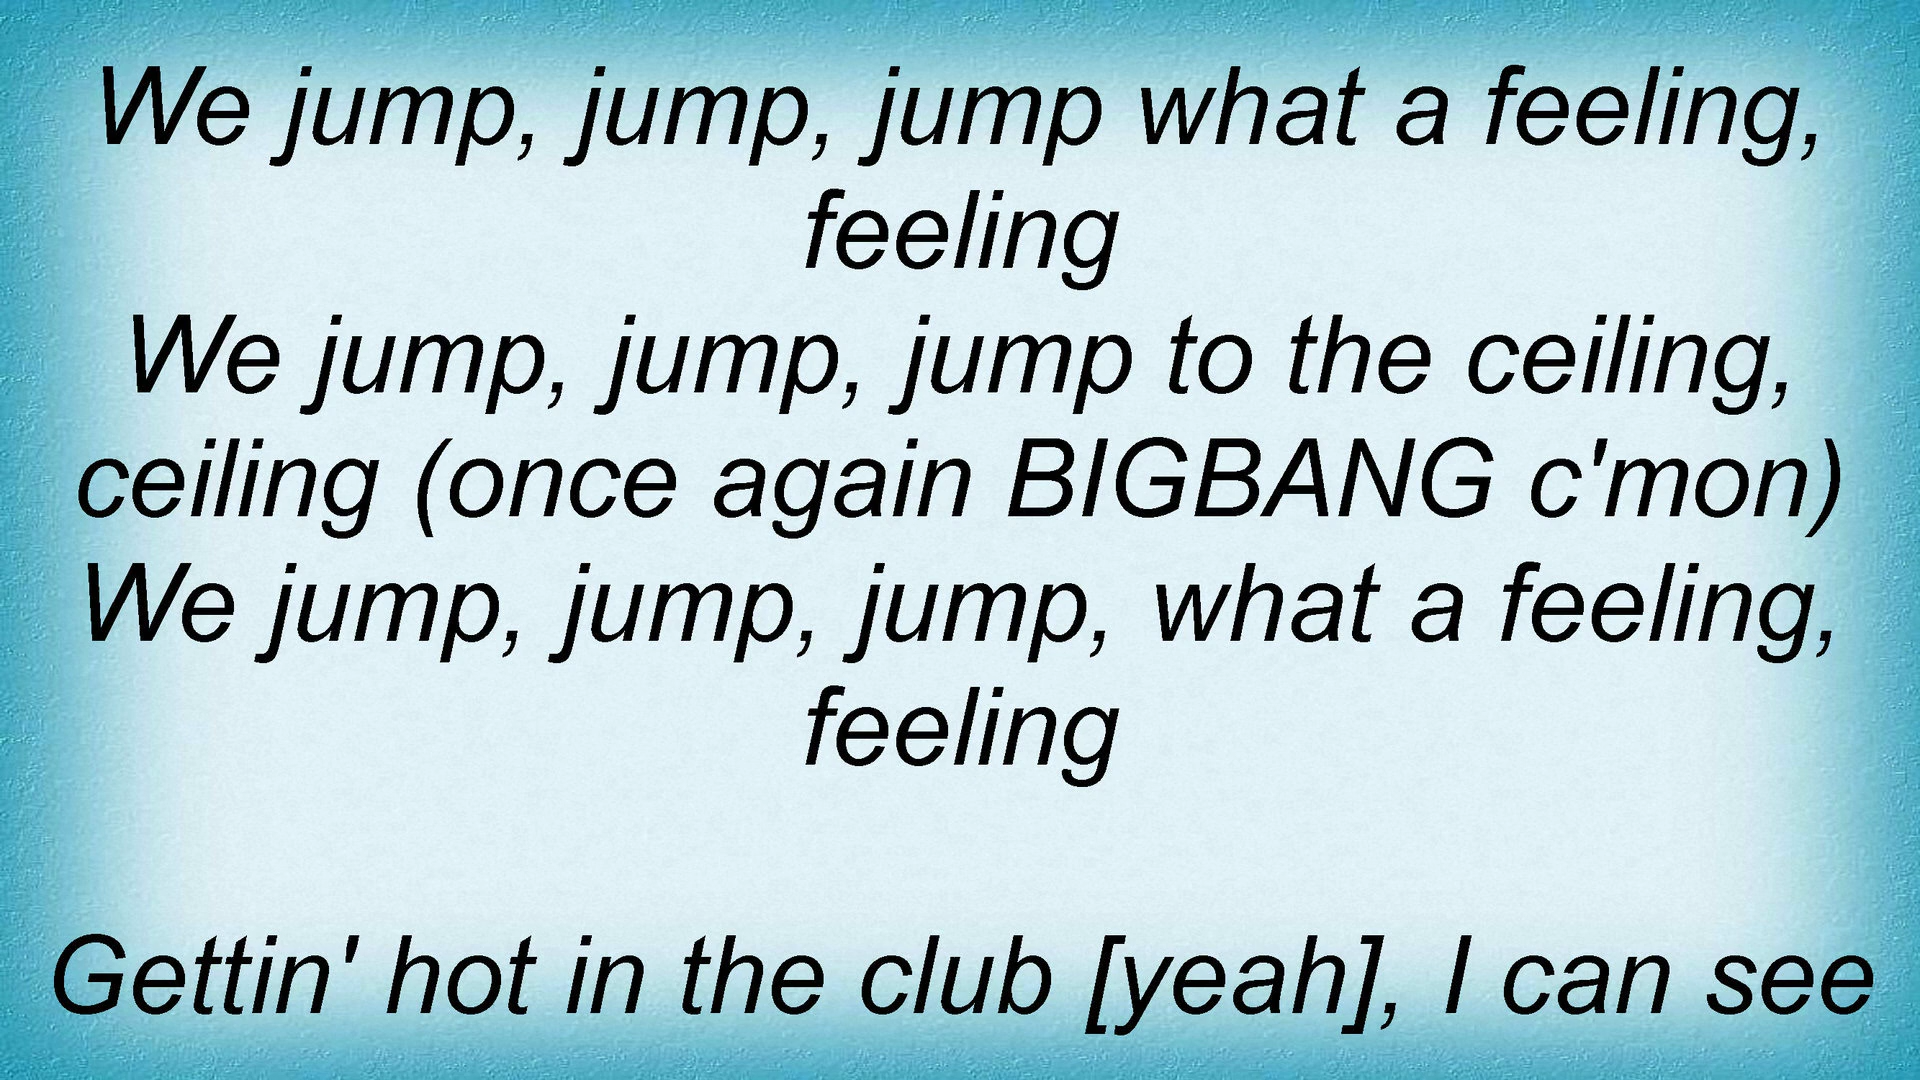 We jump, jump, jump what a feeling,
feeling
We jump, jump, jump to the ceiling,
ceiling (once again BIGBANG c'mon)
We jump, jump, jump, what a feeling,
feeling
Gettin' hot in the club [yeah], I can see